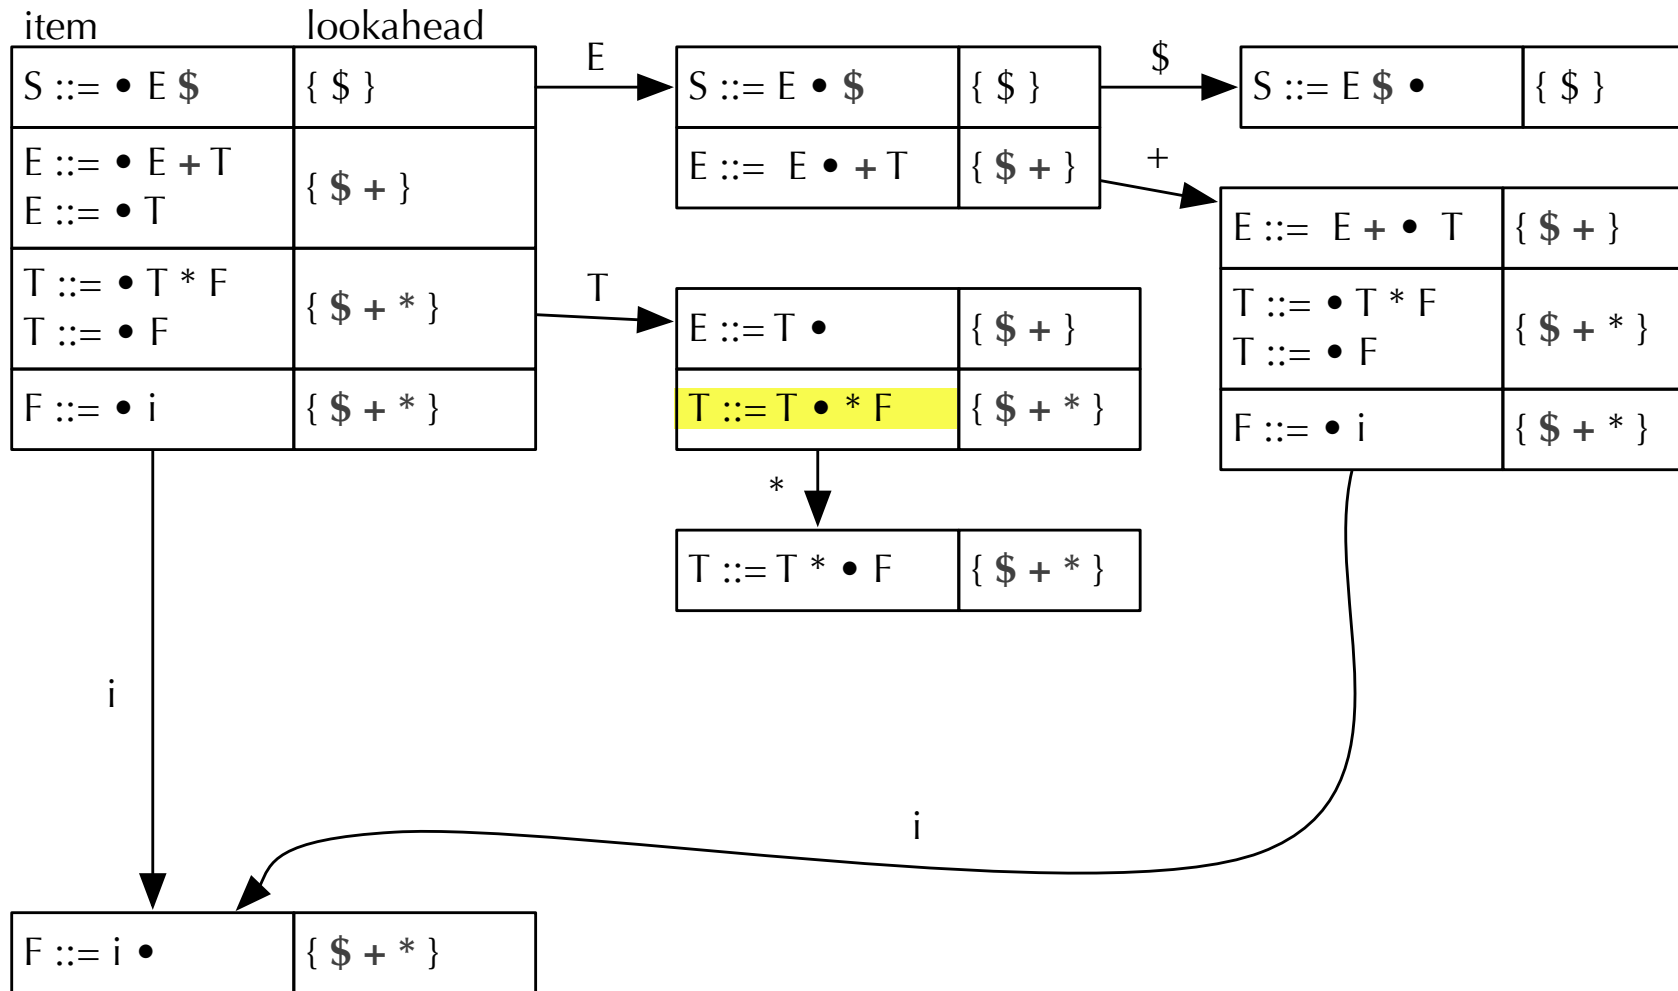 item lookahead
S ::= • E $ { $ }
E ::= • E + T
E ::= • T
{ $ + }
T ::= • T * F
T ::= • F
{ $ + * }
F ::= • i { $ + * }
E
S ::= E • $ { $ }
E ::= E • + T { $ + }
$
S ::= E $ • { $ }
+
E ::= E + • T { $ + }
T ::= • T * F
T ::= • F
{ $ + * }
F ::= • i { $ + * }
T
E ::= T • { $ + }
T ::= T • * F { $ + * }
*
T ::= T * • F { $ + * }
i
i
F ::= i • { $ + * }